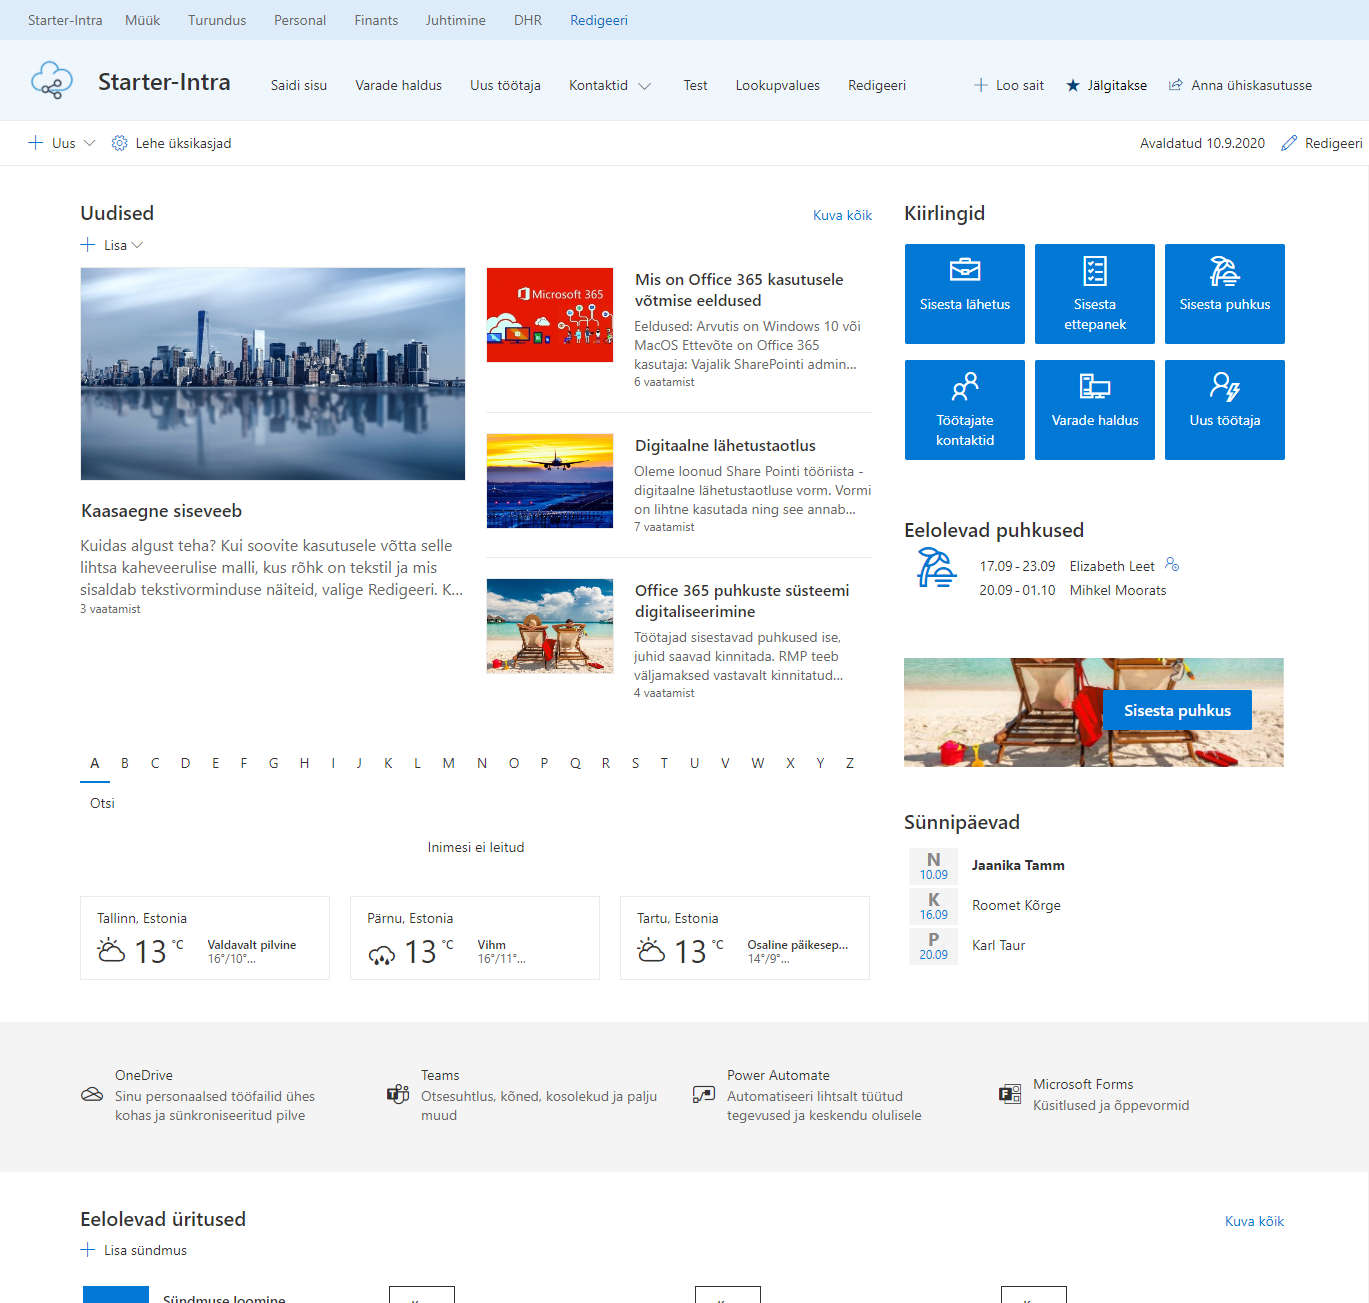 Starter-Intra Müük Turundus Personal Finants Juhtimine DHR Redigeeri
Starter-Intra Saidi sisu Varade haldus Uus töötaja Kontaktid Test Lookupvalues Redigeeri Loo sait Jälgitakse Anna ühiskasutusse
Uus Lehe üksikasjad Avaldatud 10.9.2020 Redigeeri
Uudised
Kuva kõik
Lisa
Kaasaegne siseveeb
Kuidas algust teha? Kui soovite kasutusele võtta selle
lihtsa kaheveerulise malli, kus rõhk on tekstil ja mis
sisaldab tekstivorminduse näiteid, valige Redigeeri. K...
3 vaatamist
Microsoft 365
Mis on Office 365 kasutusele
võtmise eeldused
Eeldused: Arvutis on Windows 10 või
MacOS Ettevõte on Office 365
kasutaja: Vajalik SharePointi admin...
6 vaatamist
Digitaalne lähetustaotlus
Oleme loonud Share Pointi tööriista -
digitaalne lähetustaotluse vorm. Vormi
on lihtne kasutada ning see annab...
7 vaatamist
Office 365 puhkuste süsteemi
digitaliseerimine
Töötajad sisestavad puhkused ise,
juhid saavad kinnitada. RMP teeb
väljamaksed vastavalt kinnitatud...
4 vaatamist
A B C D E F G H I J K L M N O P Q R S T U V W X Y Z
Otsi
Inimesi ei leitud
Tallinn, Estonia
13 °C
Valdavalt pilvine
16°/10°...
Pärnu, Estonia
13 °C
Vihm
16°/11°...
Tartu, Estonia
13 °C
Osaline päikesep...
14°/9°...
Kiirlingid
Sisesta lähetus
Sisesta
ettepanek
Sisesta puhkus
Töötajate
kontaktid
Varade haldus
Uus töötaja
Eelolevad puhkused
17.09 - 23.09 Elizabeth Leet
20.09 - 01.10 Mihkel Moorats
Sisesta puhkus
Sünnipäevad
N
10.09
Jaanika Tamm
K
16.09
Roomet Kõrge
P
20.09
Karl Taur
OneDrive
Sinu personaalsed tööfailid ühes
kohas ja sünkroniseeritud pilve
Teams
Otsesuhtlus, kõned, kosolekud ja palju
muud
Power Automate
Automatiseeri lihtsalt tüütud
tegevused ja keskendu olulisele
Microsoft Forms
Küsitlused ja õppevormid
Eelolevad üritused
Kuva kõik
Lisa sündmus
Sündmuse loomine